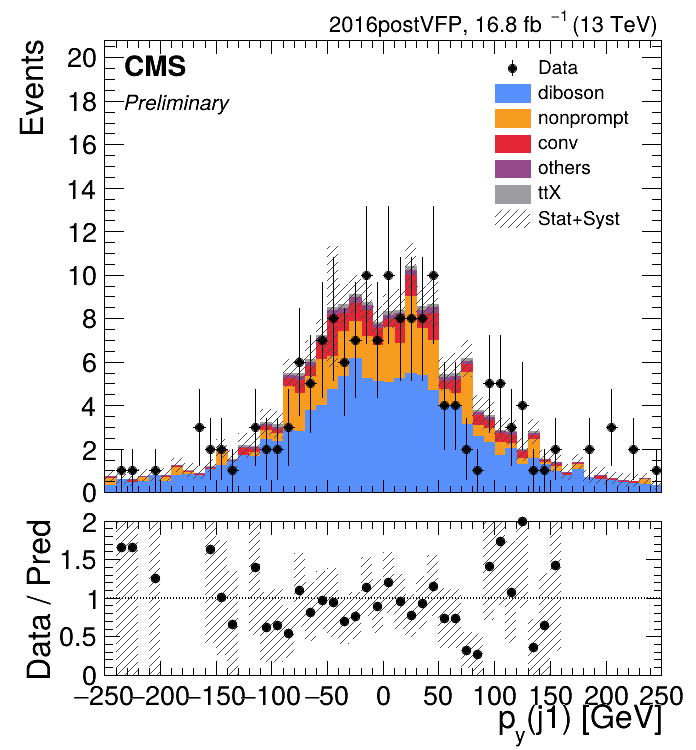 2016postVFP, 16.8 fb⁻¹ (13 TeV)
CMS
Preliminary
Events
20
18
16
14
12
10
8
6
4
2
0
Data
diboson
nonprompt
conv
others
ttX
Stat+Syst
Data / Pred
2
1.5
1
0.5
0
−250 −200 −150 −100 −50 0 50 100 150 200 250
p_y(j1) [GeV]